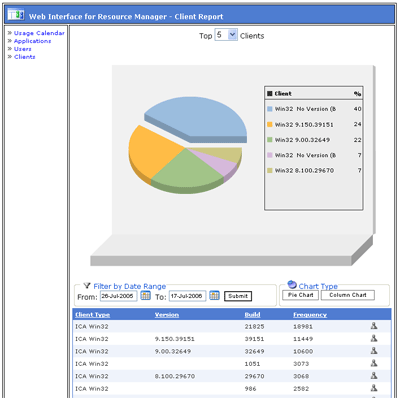 Web Interface for Resource Manager - Client Report
» Usage Calendar
» Applications
» Users
» Clients
Top 5 Clients
Client %
Win32 No Version (B 40
Win32 9.150.39151 24
Win32 9.00.32649 22
Win32 No Version (B 7
Win32 8.100.29670 7
Filter by Date Range
From: 26-Jul-2005 To: 17-Jul-2006 Submit
Chart Type
Pie Chart Column Chart
Client Type Version Build Frequency
ICA Win32 21825 18981
ICA Win32 9.150.39151 39151 11449
ICA Win32 9.00.32649 32649 10600
ICA Win32 1051 3073
ICA Win32 8.100.29670 29670 3068
ICA Win32 986 2582